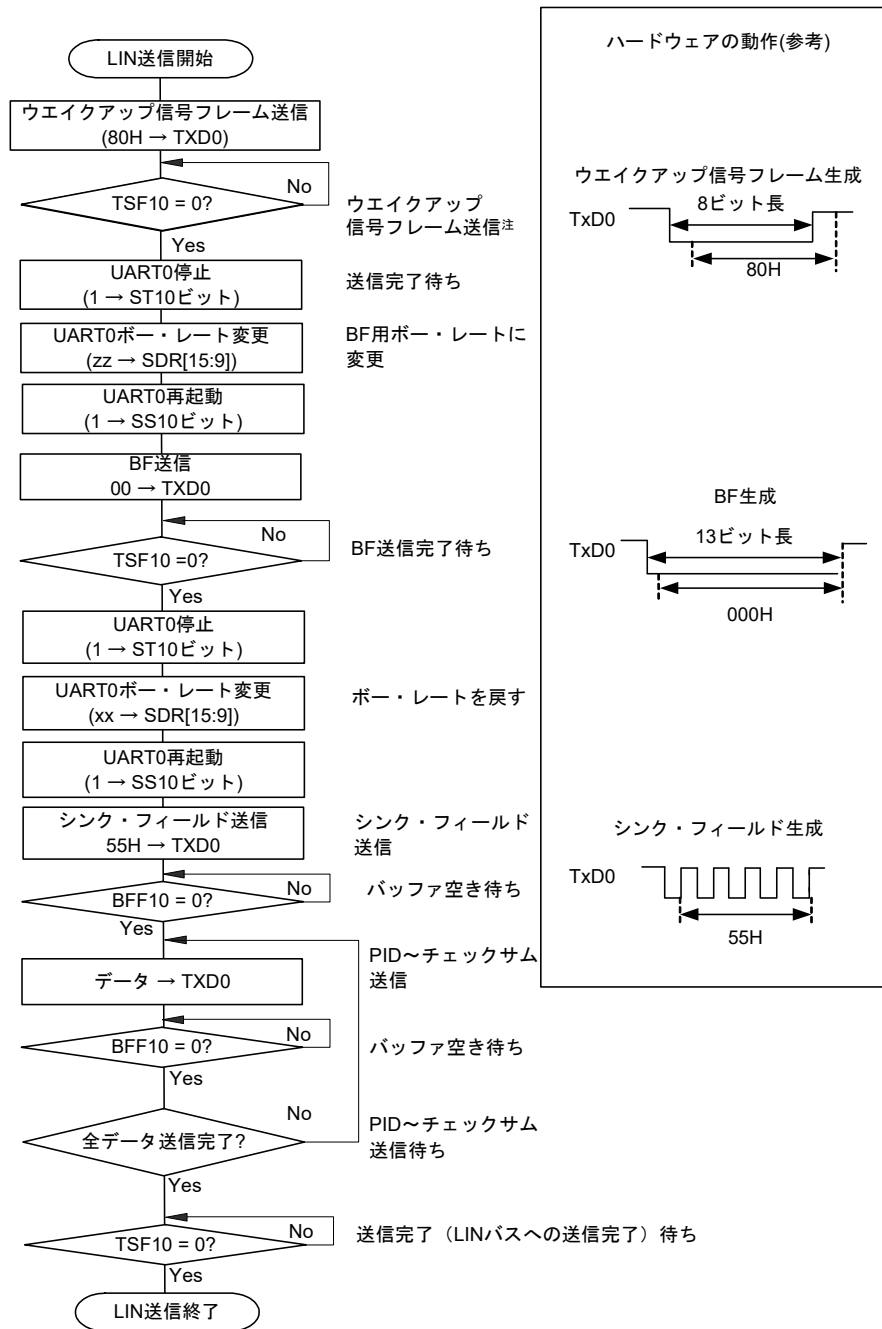 LIN送信開始
ウエイクアップ信号フレーム送信
(80H → TXD0)
No
TSF10 = 0?
Yes
ウエイクアップ
信号フレーム送信注
UART0停止
(1 → ST10ビット)
送信完了待ち
UART0ボー・レート変更
(zz → SDR[15:9])
BF用ボー・レートに
変更
UART0再起動
(1 → SS10ビット)
BF送信
00 → TXD0
No
TSF10 =0?
BF送信完了待ち
Yes
UART0停止
(1 → ST10ビット)
UART0ボー・レート変更
(xx → SDR[15:9])
ボー・レートを戻す
UART0再起動
(1 → SS10ビット)
シンク・フィールド送信
55H → TXD0
シンク・フィールド
送信
No
BFF10 = 0?
バッファ空き待ち
Yes
PID～チェックサム
送信
データ → TXD0
No
BFF10 = 0?
バッファ空き待ち
Yes
No
全データ送信完了?
PID～チェックサム
送信待ち
Yes
No
TSF10 = 0?
送信完了（LINバスへの送信完了）待ち
Yes
LIN送信終了
ハードウェアの動作(参考)
ウエイクアップ信号フレーム生成
TxD0
8ビット長
80H
BF生成
TxD0
13ビット長
000H
シンク・フィールド生成
TxD0
55H